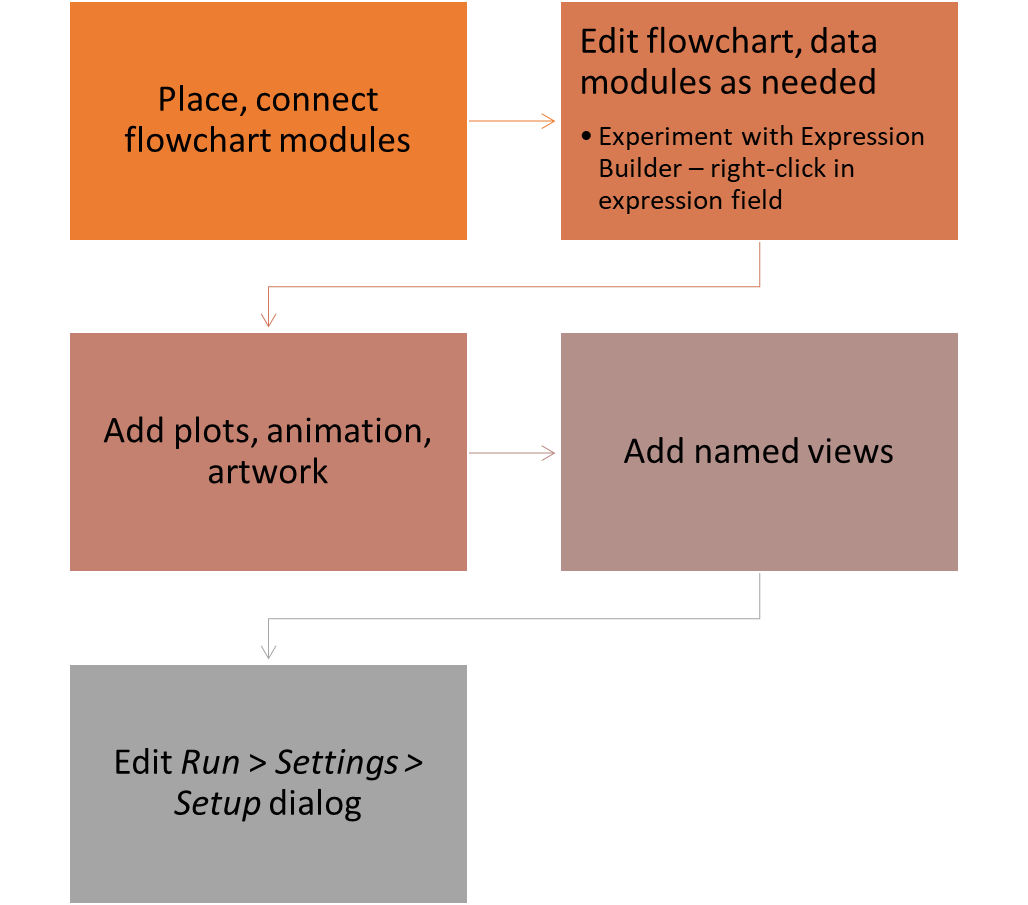 Place, connect
flowchart modules
Edit flowchart, data
modules as needed
• Experiment with Expression
Builder – right-click in
expression field
Add plots, animation,
artwork
Add named views
Edit Run > Settings >
Setup dialog